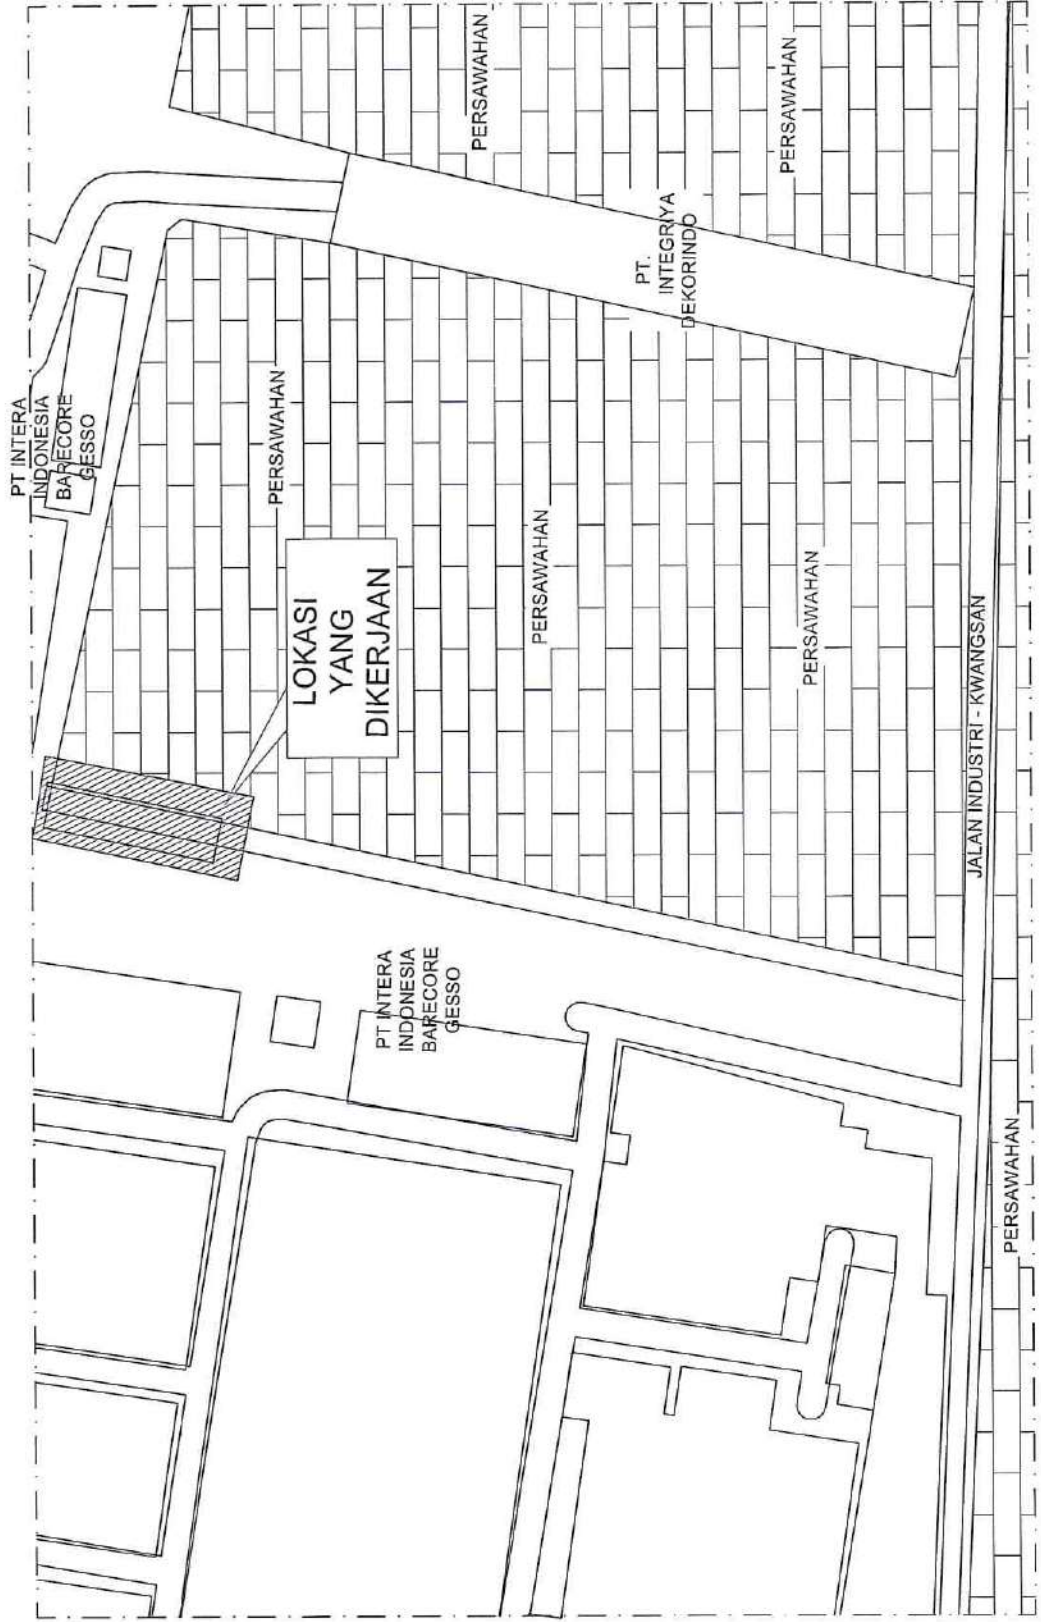 PT INTERA
INDONESIA
BARECORE
GESSO
PERSAWAHAN
PERSAWAHAN
PERSAWAHAN
PT.
INTEGRIYA
DEKORINDO
LOKASI
YANG
DIKERJAAN
PERSAWAHAN
PERSAWAHAN
PT INTERA
INDONESIA
BARECORE
GESSO
JALAN INDUSTRI - KWANGSAN
PERSAWAHAN